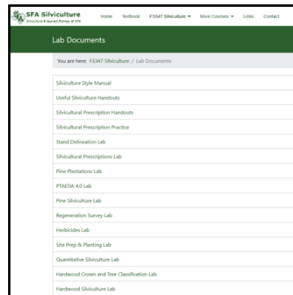 SFA Silviculture
Home Textbook FS347 Silviculture More Courses Links Contact
Lab Documents
You are here: FS347 Silviculture / Lab Documents
Silviculture Style Manual
Useful Silviculture Handouts
Silvicultural Prescription Handouts
Silvicultural Prescription Practice
Stand Delineation Lab
Silvicultural Prescriptions Lab
Pine Plantations Lab
PTAEDA 4.0 Lab
Pine Silviculture Lab
Regeneration Survey Lab
Herbicides Lab
Site Prep & Planting Lab
Quantitative Silviculture Lab
Hardwood Crown and Tree Classification Lab
Hardwood Silviculture Lab